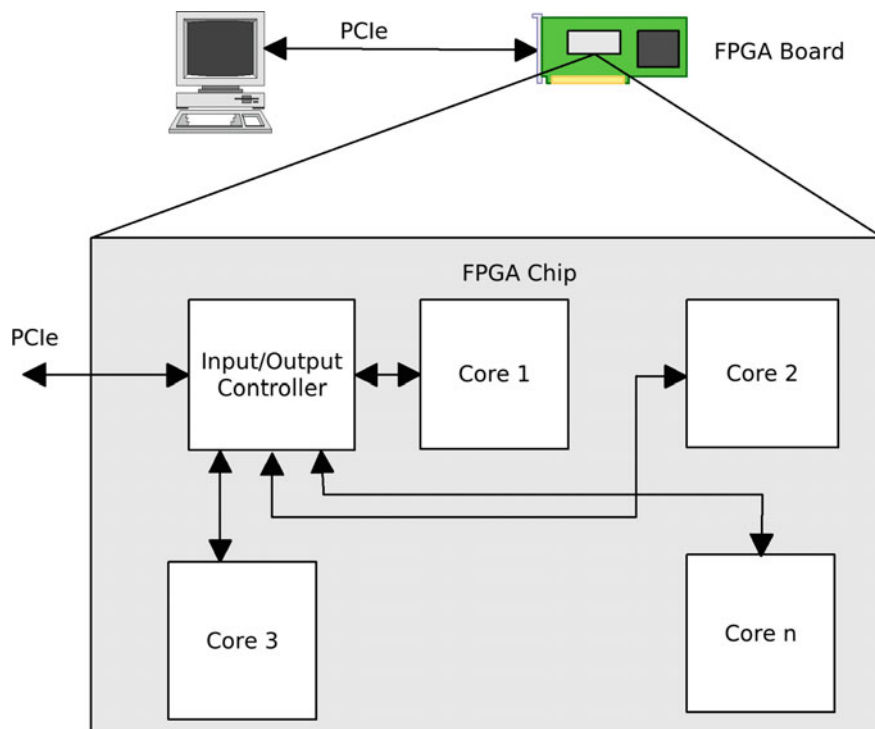 PCIe
FPGA Board
FPGA Chip
PCIe
Input/Output
Controller
Core 1
Core 2
Core 3
Core n